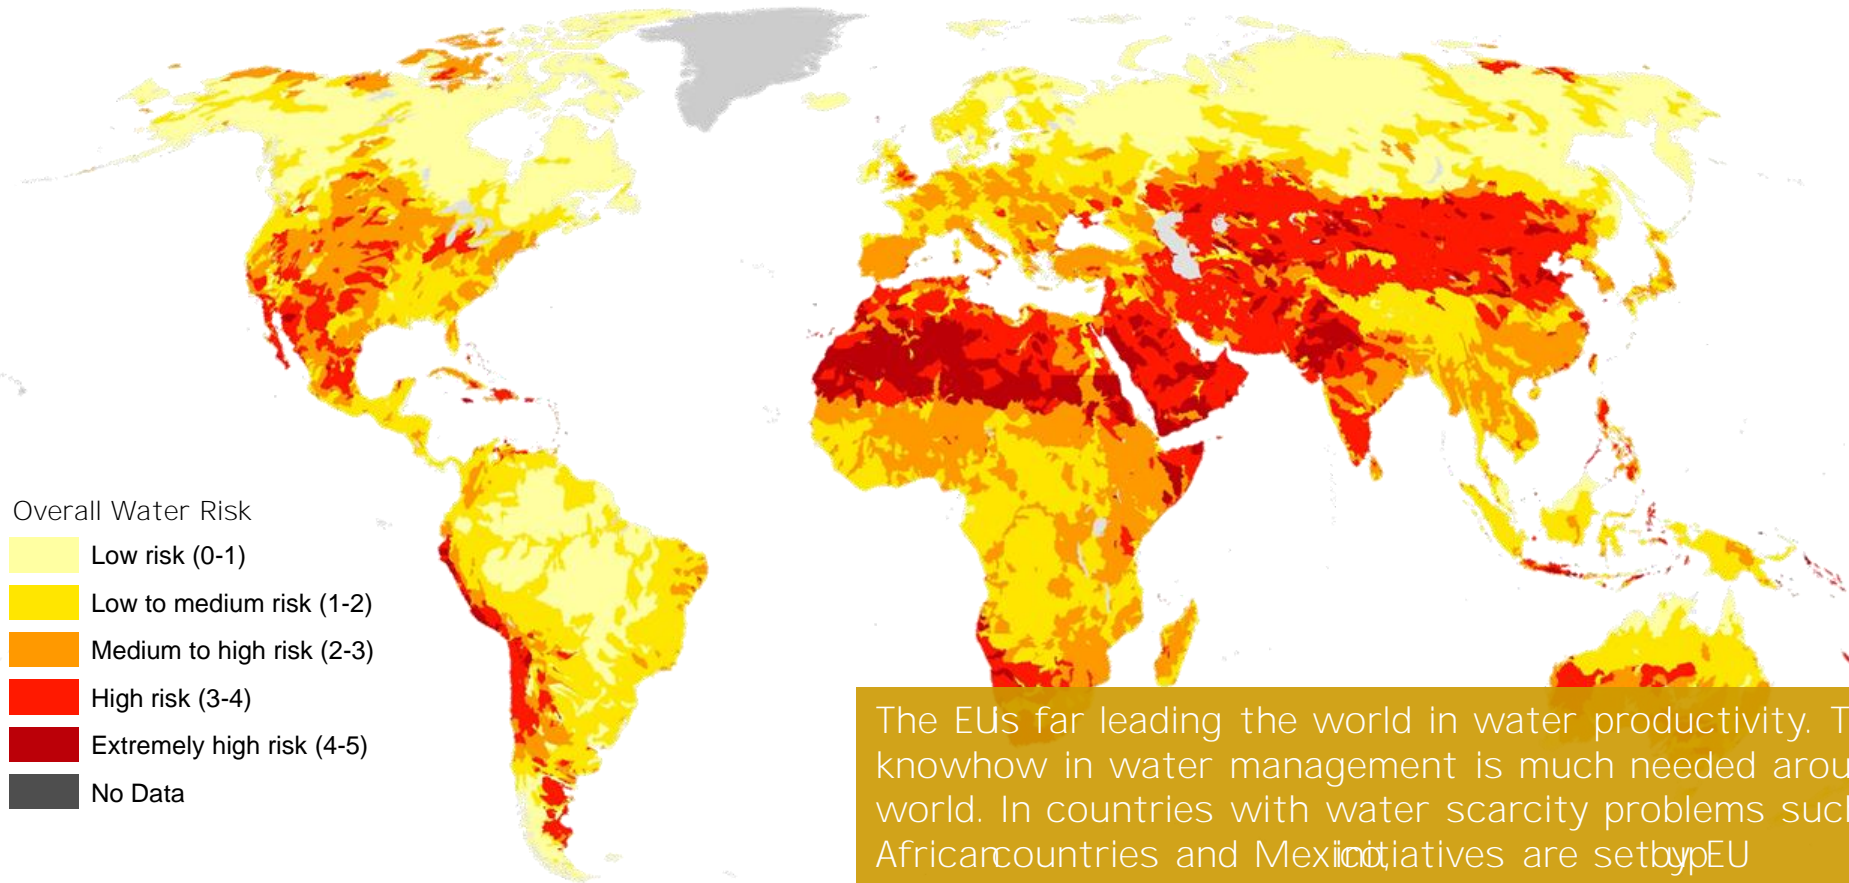 Overall Water Risk
Low risk (0-1)
Low to medium risk (1-2)
Medium to high risk (2-3)
High risk (3-4)
Extremely high risk (4-5)
No Data
The EU's far leading the world in water productivity. T
knowhow in water management is much needed arou
world. In countries with water scarcity problems such
African countries and Mexico, initiatives are set up by EU